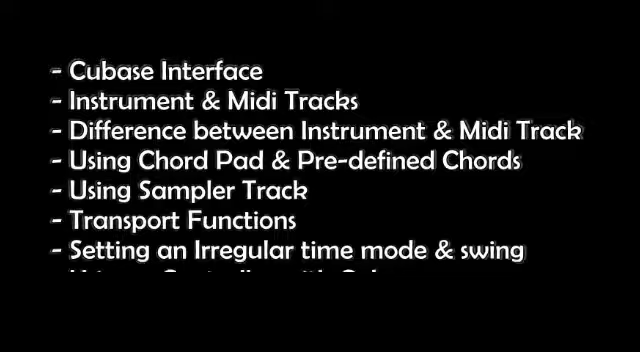 - Cubase Interface
- Instrument & Midi Tracks
- Difference between Instrument & Midi Track
- Using Chord Pad & Pre-defined Chords
- Using Sampler Track
- Transport Functions
- Setting an Irregular time mode & swing